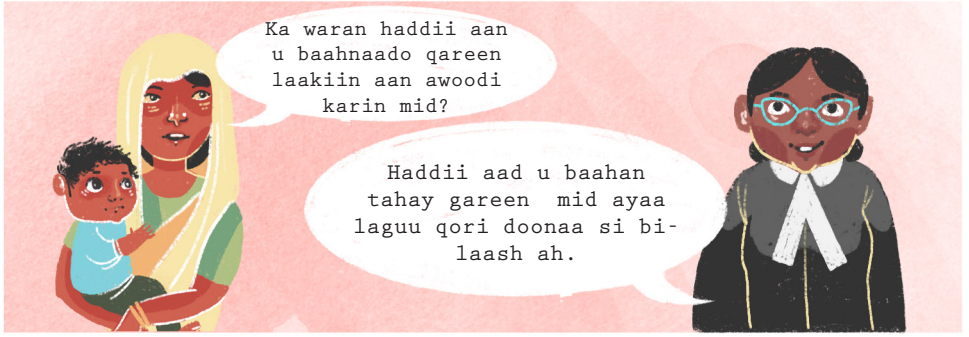 Ka waran haddii aan
u baahnaado qareen
laakiin aan awoodi
karin mid?
Haddii aad u baahan
tahay gareen mid ayaa
laguu qori doonaa si bi-
laash ah.